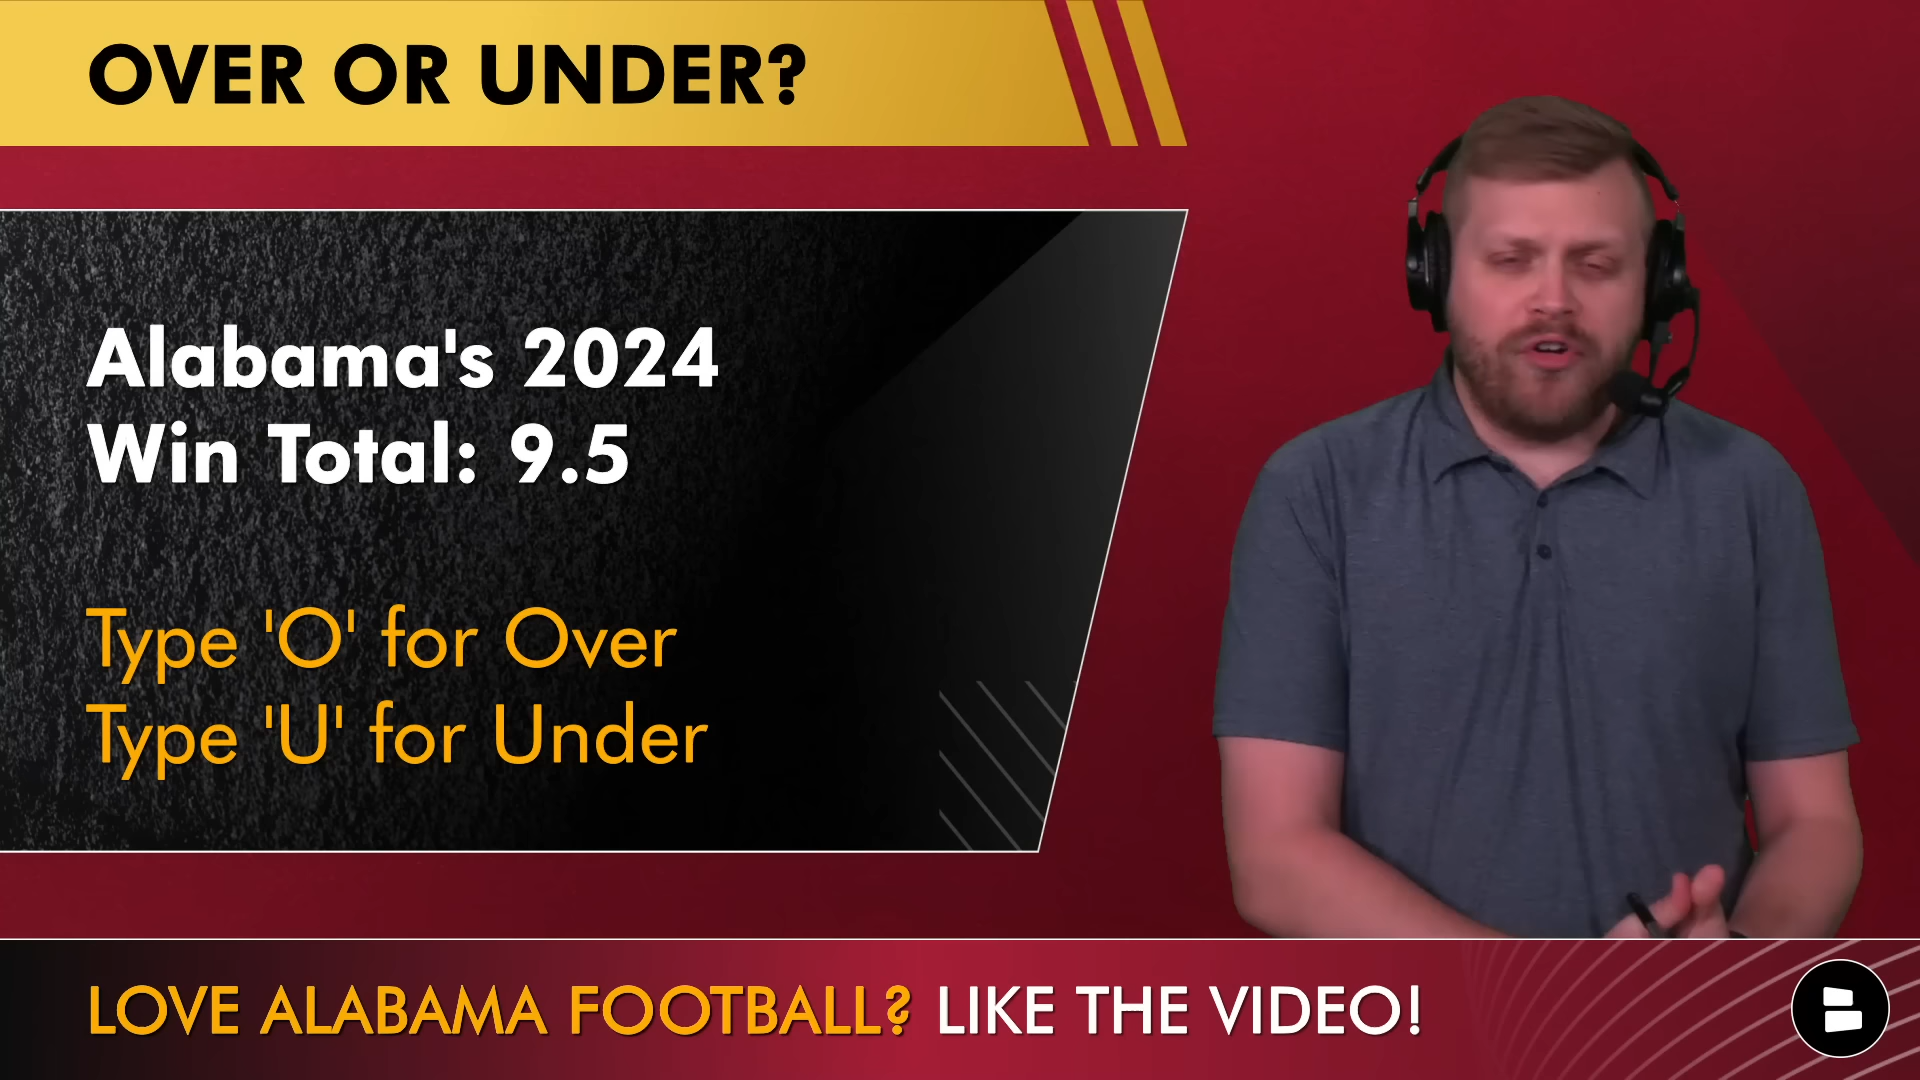 OVER OR UNDER?
Alabama's 2024
Win Total: 9.5
Type 'O' for Over
Type 'U' for Under
LOVE ALABAMA FOOTBALL? LIKE THE VIDEO!